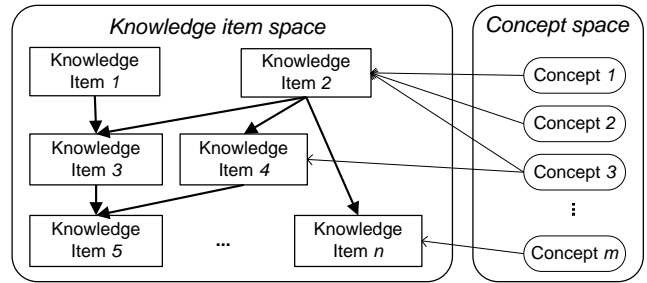 Knowledge item space
Concept space
Knowledge
Item 1
Knowledge
Item 2
Concept 1
Concept 2
Knowledge
Item 3
Knowledge
Item 4
Concept 3
...
Knowledge
Item 5
...
Knowledge
Item n
Concept m